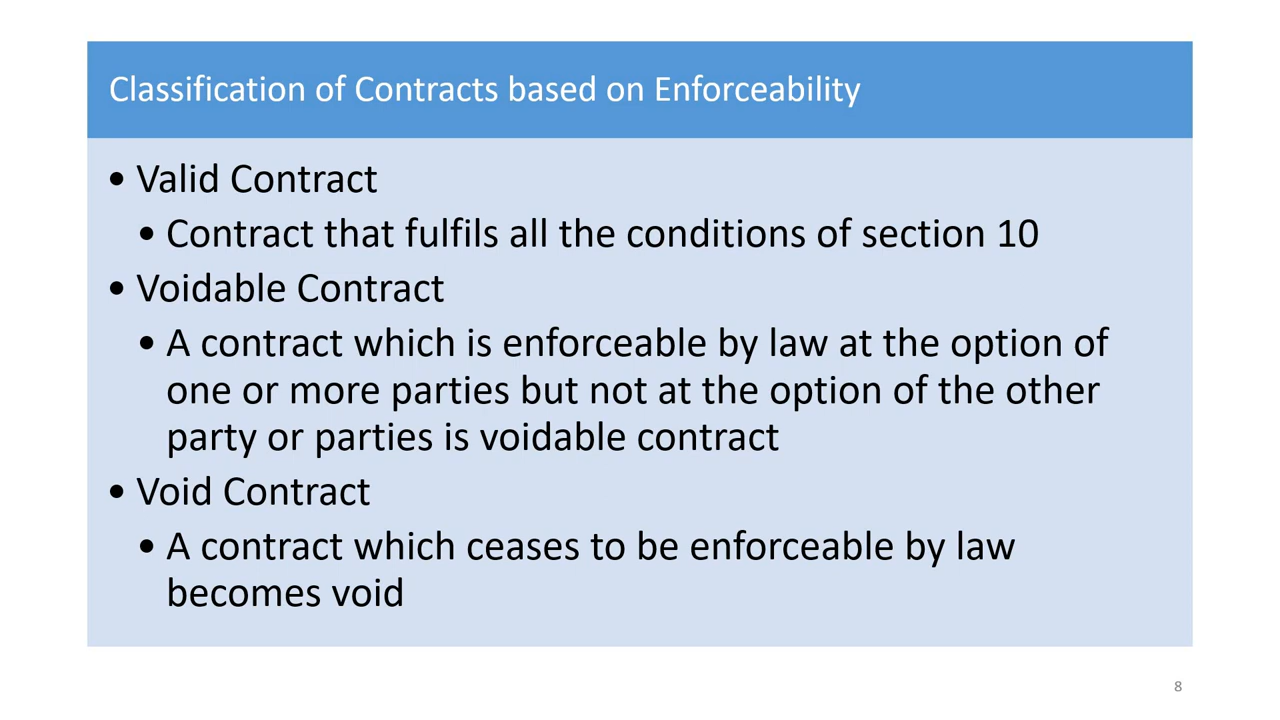 Classification of Contracts based on Enforceability
• Valid Contract
• Contract that fulfils all the conditions of section 10
• Voidable Contract
• A contract which is enforceable by law at the option of
one or more parties but not at the option of the other
party or parties is voidable contract
• Void Contract
• A contract which ceases to be enforceable by law
becomes void
8